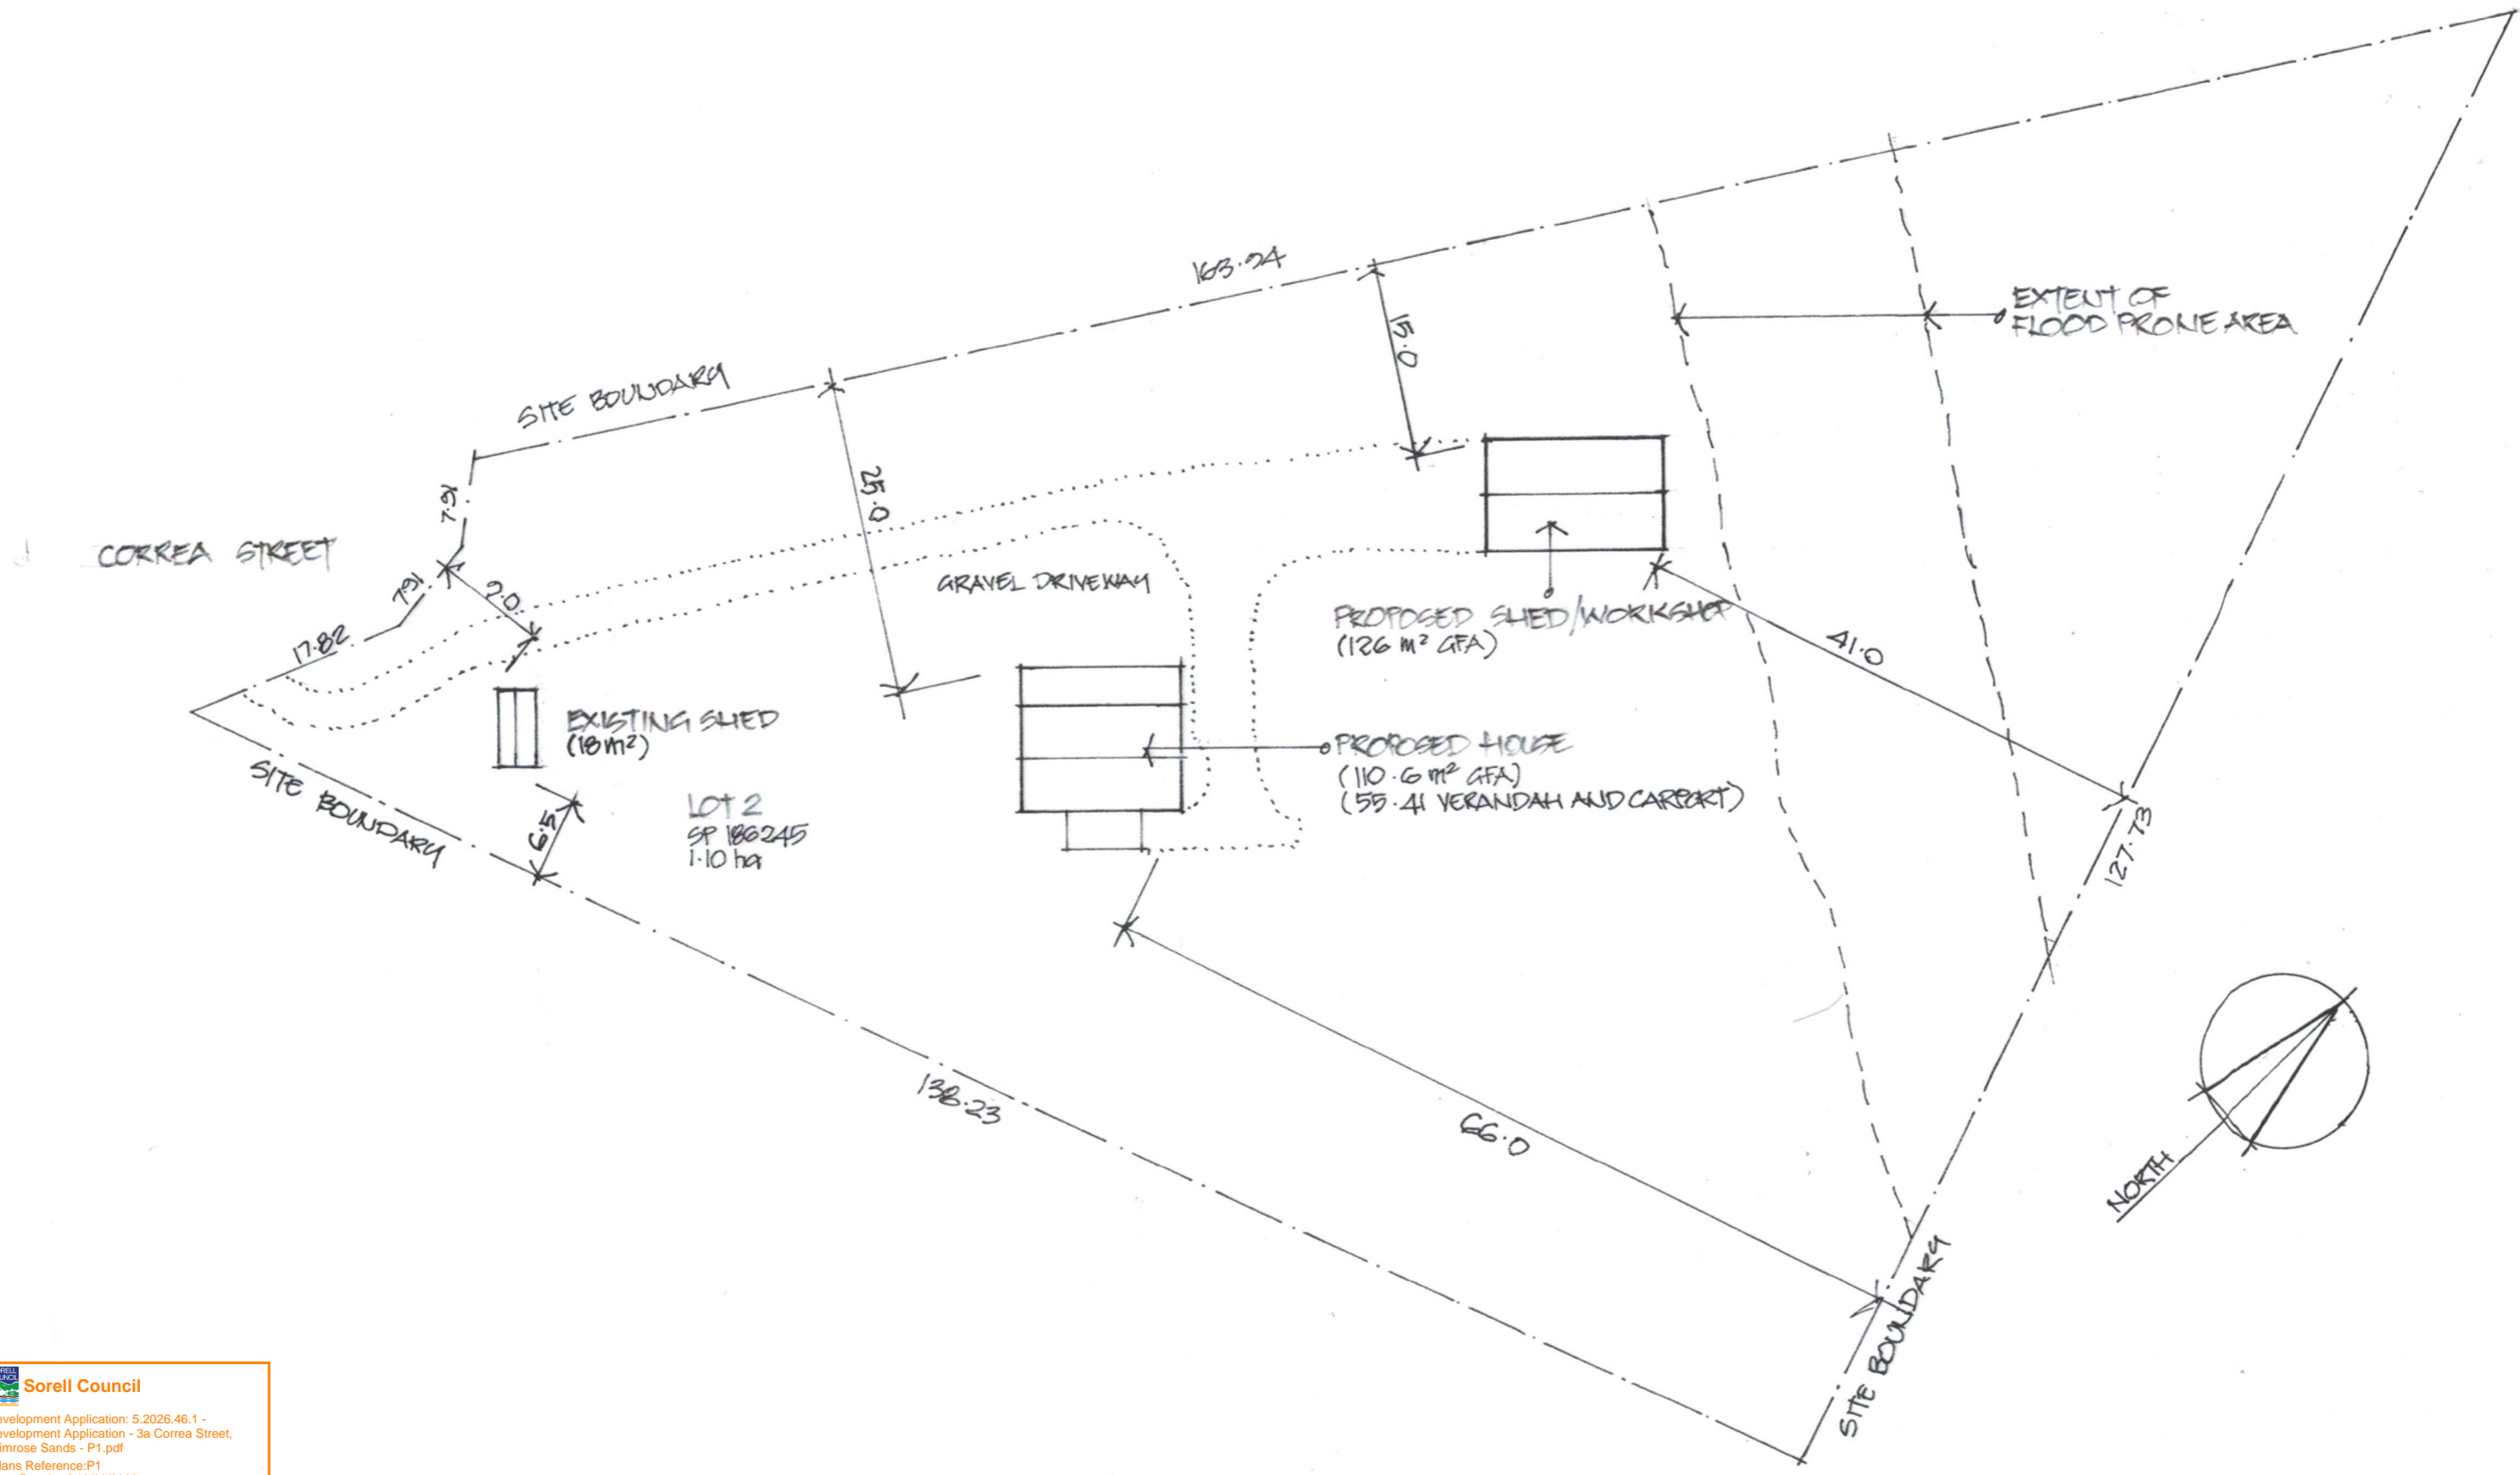 163.94
EXTENT OF
FLOOD PRONE AREA
15.0
SITE BOUNDARY
25.0
7.91
CORREA STREET
7.91
9.0
GRAVEL DRIVEWAY
17.82
PROPOSED SHED/WORKSHOP
(126 m² GFA)
41.0
EXISTING SHED
(18 m²)
PROPOSED HOUSE
(110.6 m² GFA)
(55.41 VERANDAH AND CARPORT)
SITE BOUNDARY
6.5
LOT 2
SP 186245
1.10 ha
127.73
138.23
66.0
NORTH
SITE BOUNDARY
Sorell Council
evelopment Application: 5.2026.46.1 -
evelopment Application - 3a Correa Street,
imrose Sands - P1.pdf
lans Reference:P1